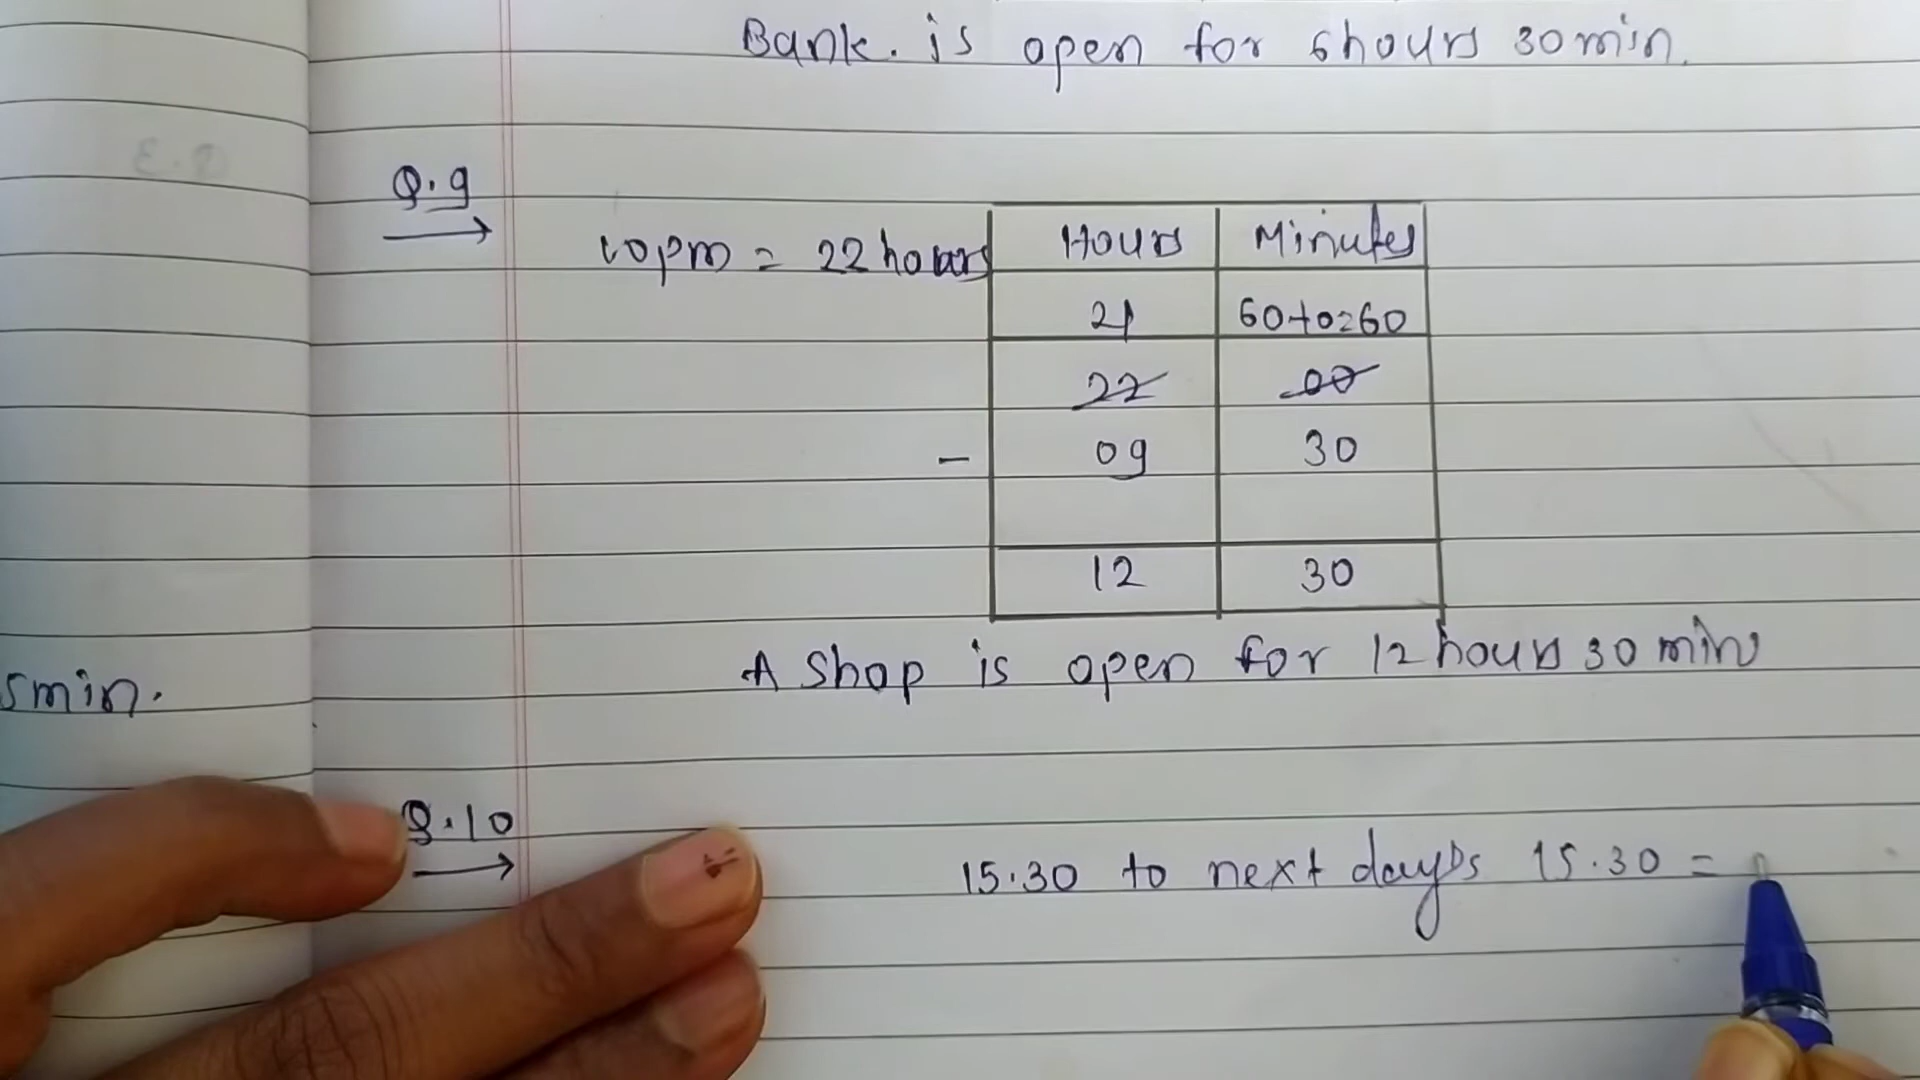 Bank. is open for 6 hours 30 min.
Q.9
10pm = 22 hours
Hours Minutes
21 60+0=60
22 00
- 09 30
12 30
A Shop is open for 12 hours 30 min
5min.
Q.10
15.30 to next day's 15.30 =